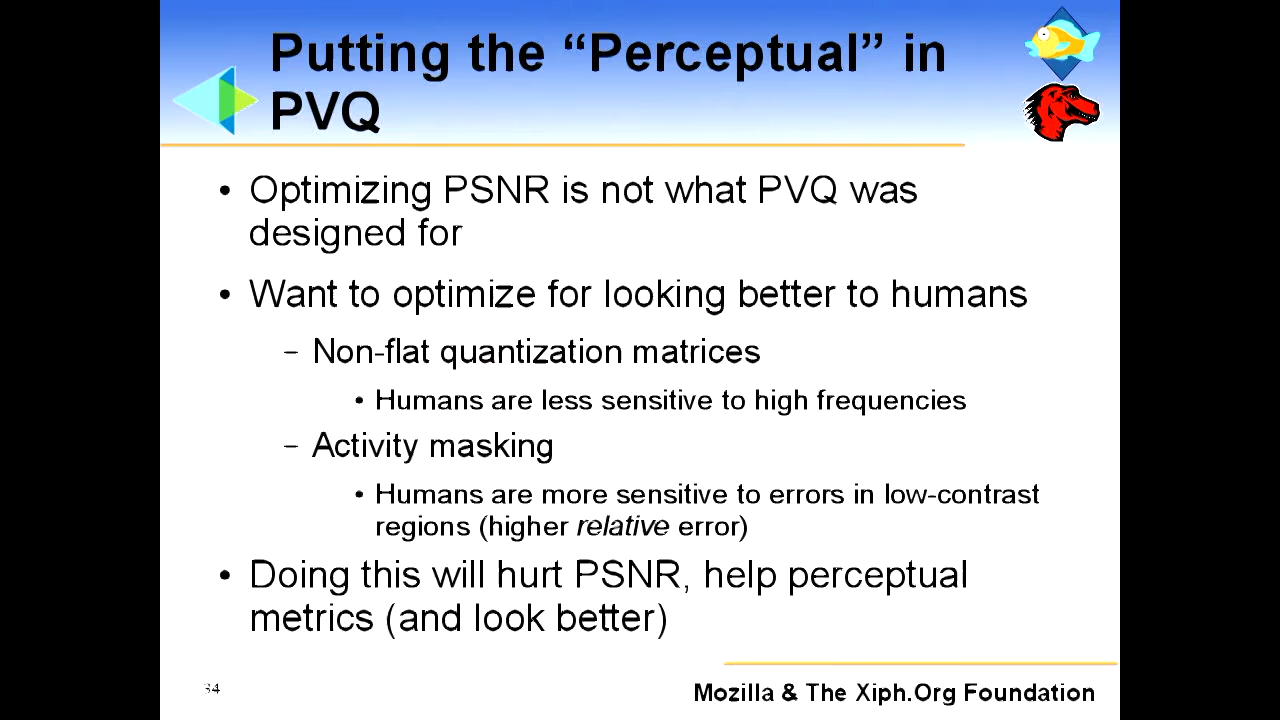 Putting the “Perceptual” in
PVQ
• Optimizing PSNR is not what PVQ was
designed for
• Want to optimize for looking better to humans
– Non-flat quantization matrices
• Humans are less sensitive to high frequencies
– Activity masking
• Humans are more sensitive to errors in low-contrast
regions (higher relative error)
• Doing this will hurt PSNR, help perceptual
metrics (and look better)
Mozilla & The Xiph.Org Foundation